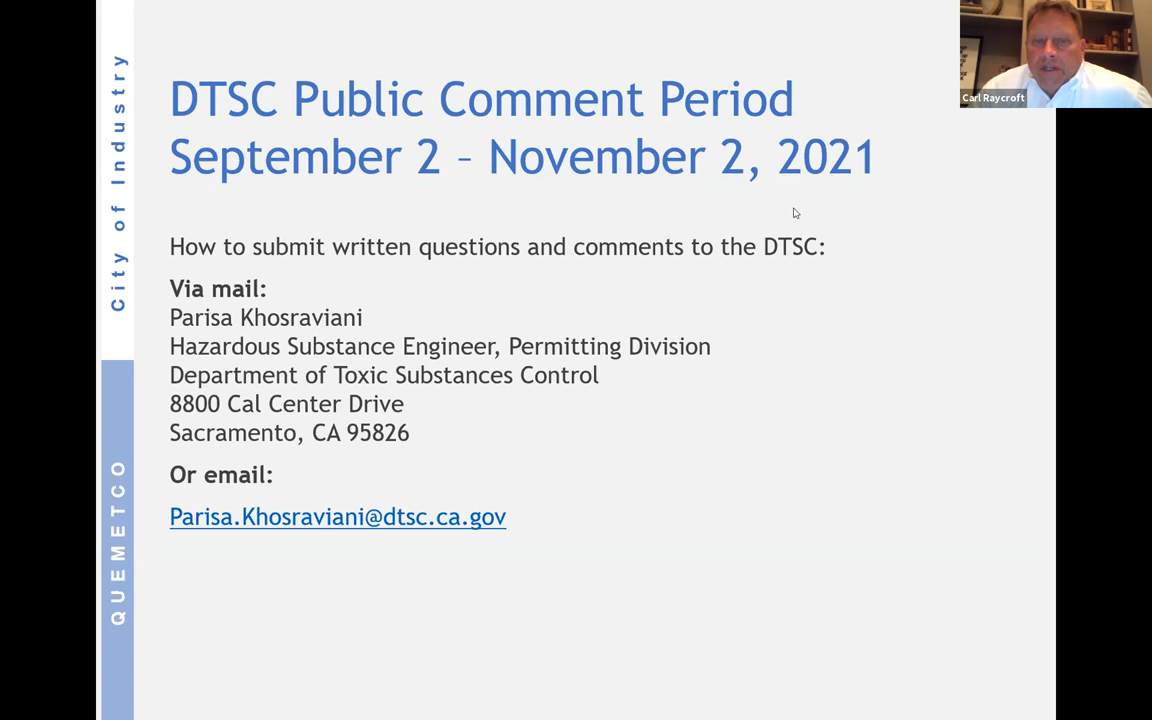 City of Industry
QUEMETCO
DTSC Public Comment Period
September 2 – November 2, 2021
How to submit written questions and comments to the DTSC:
Via mail:
Parisa Khosraviani
Hazardous Substance Engineer, Permitting Division
Department of Toxic Substances Control
8800 Cal Center Drive
Sacramento, CA 95826
Or email:
Parisa.Khosraviani@dtsc.ca.gov
Carl Raycroft